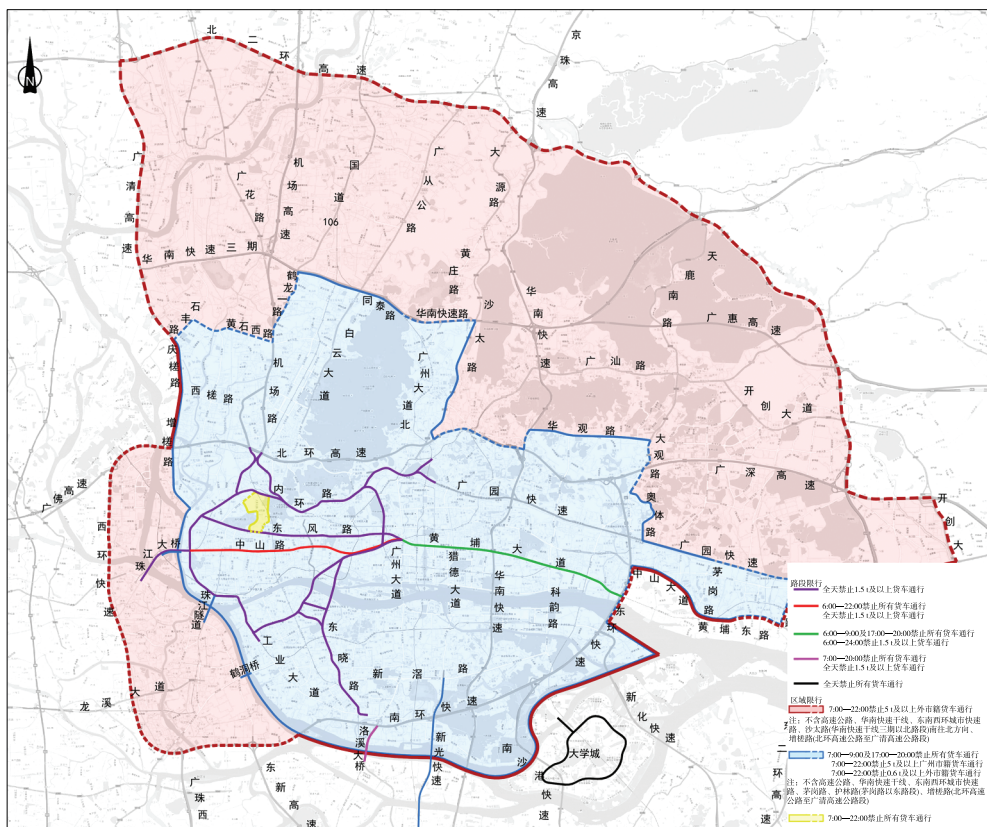 北二环高速
京珠高速
N
广清高速
广花路
机场高速
国道
106
广从公路
大源路
华南快速三期
黄庄路
沙太路
华南快速
天鹿南路
广惠高速
鹤龙一路
同泰路
华南快速路
石丰路
黄石西路
庆槎路
西槎路
增槎路
机场路
白云大道
广州大道北
广汕路
开创大道
华观路
大观路
广深高速
奥体路
北环高速
内环路
广园快速
广佛高速
西环快速
珠江大桥
东风路
中山路
黄埔大道
广州大道
猎德大道
华南快速
科韵路
广园快速
茅岗路
中山大道
黄埔东路
开创大
东环快速
珠江隧道
工业大道
鹤洞桥
东晓路
新滘路
南环快速
洛溪大桥
新光快速
龙溪大道
广珠西
东新高速
南沙港快速
新化快速
大学城
二环高速
路段限行
全天禁止1.5 t及以上货车通行
6:00—22:00禁止所有货车通行
全天禁止1.5 t及以上货车通行
6:00—9:00及17:00—20:00禁止所有货车通行
6:00—24:00禁止1.5 t及以上货车通行
7:00—20:00禁止所有货车通行
全天禁止1.5 t及以上货车通行
全天禁止所有货车通行
区域限行
7:00—22:00禁止5 t及以上外市籍货车通行
注：不含高速公路、华南快速干线、东南西环城市快速
路、沙太路(华南快速干线三期以北路段)南往北方向、
增槎路(北环高速公路至广清高速公路段)
7:00—9:00及17:00—20:00禁止所有货车通行
7:00—22:00禁止5 t及以上广州市籍货车通行
7:00—22:00禁止0.6 t及以上外市籍货车通行
注：不含高速公路、华南快速干线、东南西环城市快速
路、茅岗路、护林路(茅岗路以东路段)、增槎路(北环高速
公路至广清高速公路段)
7:00—22:00禁止所有货车通行